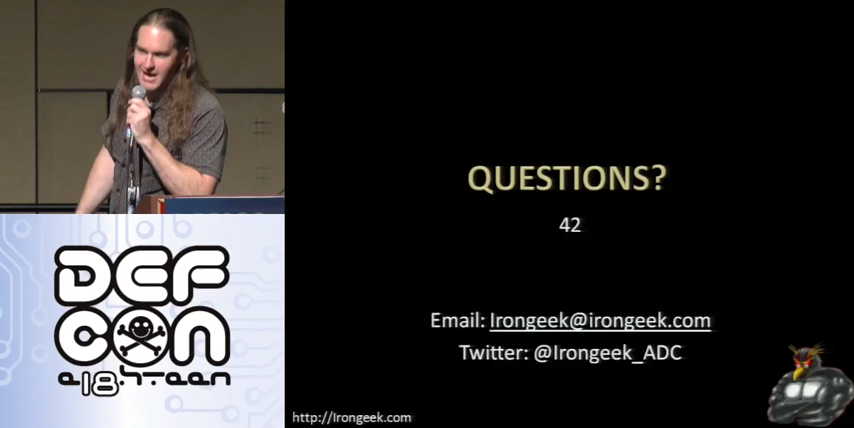 DEF
CON
e18hteen
QUESTIONS?
42
Email: Irongeek@irongeek.com
Twitter: @Irongeek_ADC
http://Irongeek.com